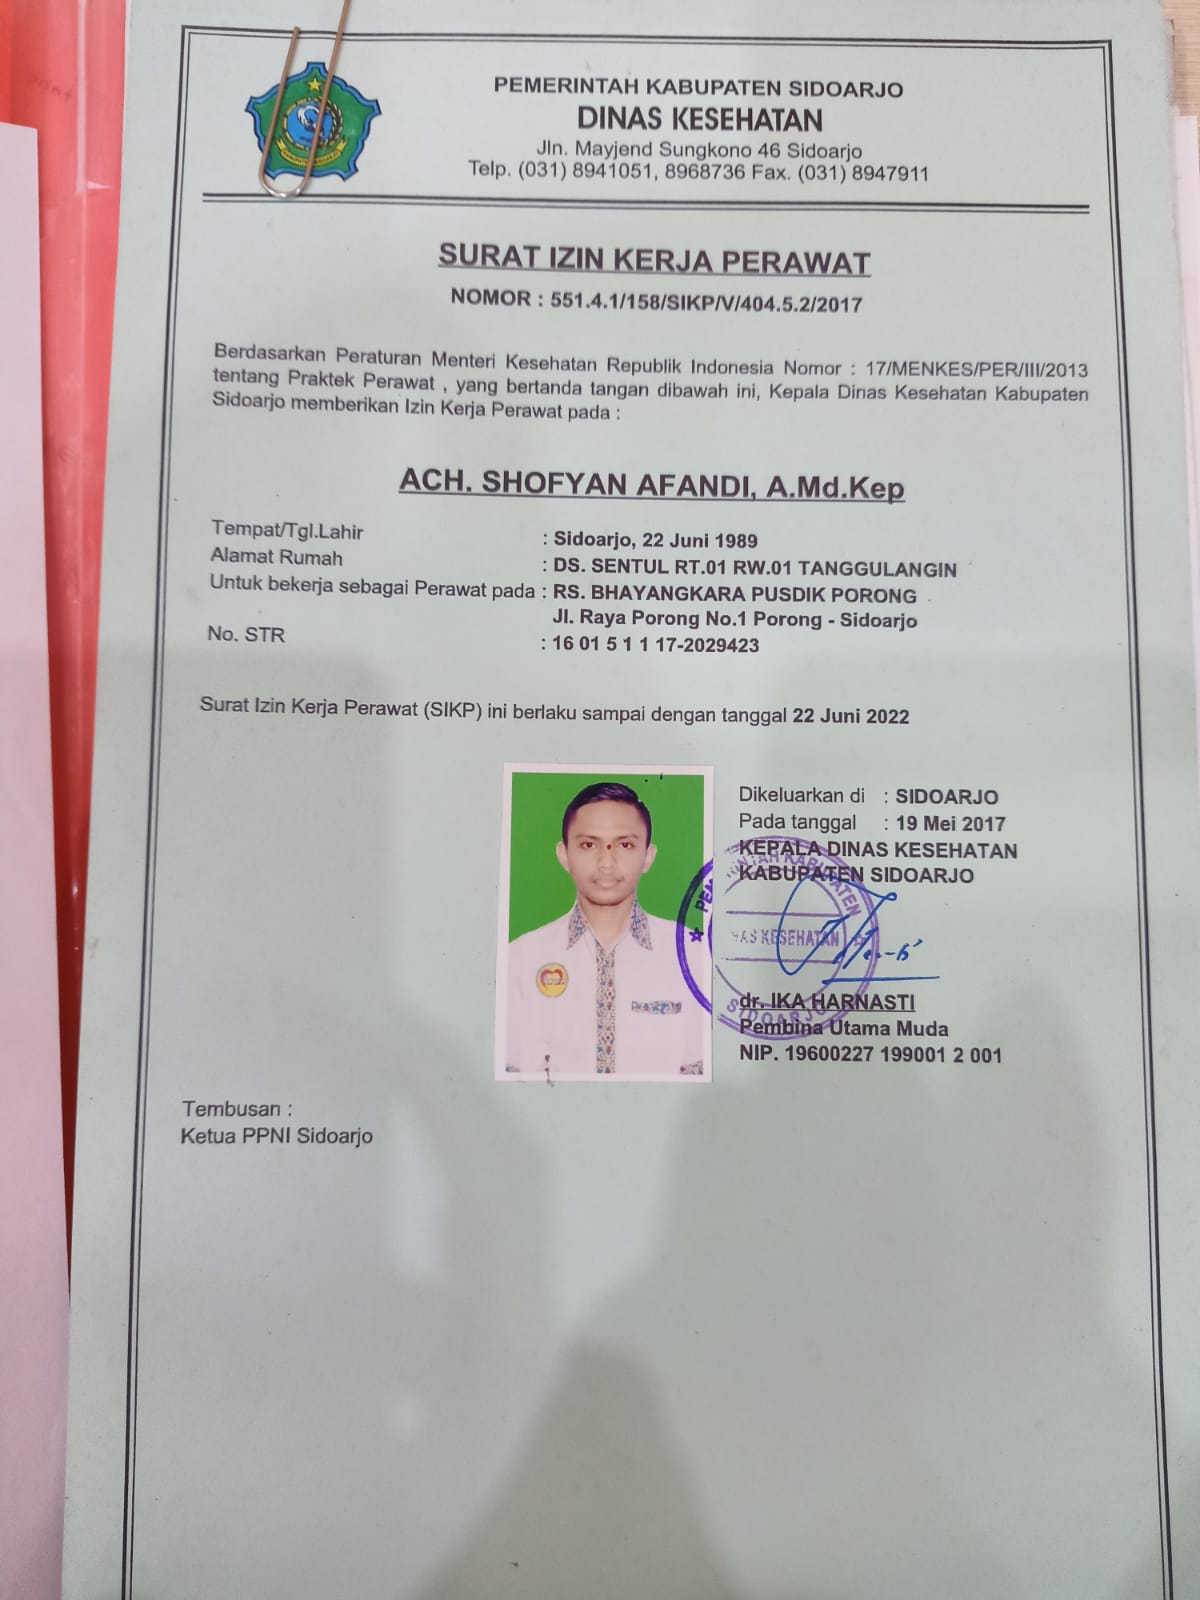 PEMERINTAH KABUPATEN SIDOARJO
DINAS KESEHATAN
Jln. Mayjend Sungkono 46 Sidoarjo
Telp. (031) 8941051, 8968736 Fax. (031) 8947911
SURAT IZIN KERJA PERAWAT
NOMOR : 551.4.1/158/SIKP/V/404.5.2/2017
Berdasarkan Peraturan Menteri Kesehatan Republik Indonesia Nomor : 17/MENKES/PER/III/2013
tentang Praktek Perawat , yang bertanda tangan dibawah ini, Kepala Dinas Kesehatan Kabupaten
Sidoarjo memberikan Izin Kerja Perawat pada :
ACH. SHOFYAN AFANDI, A.Md.Kep
Tempat/Tgl.Lahir : Sidoarjo, 22 Juni 1989
Alamat Rumah : DS. SENTUL RT.01 RW.01 TANGGULANGIN
Untuk bekerja sebagai Perawat pada : RS. BHAYANGKARA PUSDIK PORONG
Jl. Raya Porong No.1 Porong - Sidoarjo
No. STR : 16 01 5 1 1 17-2029423
Surat Izin Kerja Perawat (SIKP) ini berlaku sampai dengan tanggal 22 Juni 2022
Dikeluarkan di : SIDOARJO
Pada tanggal : 19 Mei 2017
KEPALA DINAS KESEHATAN
KABUPATEN SIDOARJO
KABUPATEN
KESEHATAN
SIDOARJO
dr. IKA HARNASTI
Pembina Utama Muda
NIP. 19600227 199001 2 001
Tembusan :
Ketua PPNI Sidoarjo